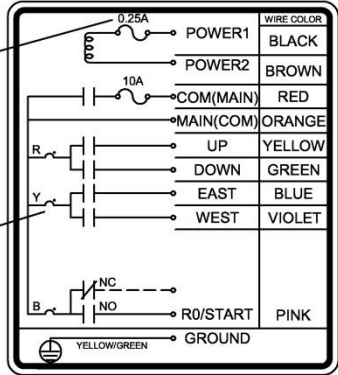 0.25A
WIRE COLOR
POWER1 BLACK
POWER2 BROWN
10A
COM(MAIN) RED
MAIN(COM) ORANGE
R UP YELLOW
DOWN GREEN
Y EAST BLUE
WEST VIOLET
NC
B NO R0/START PINK
YELLOW/GREEN GROUND